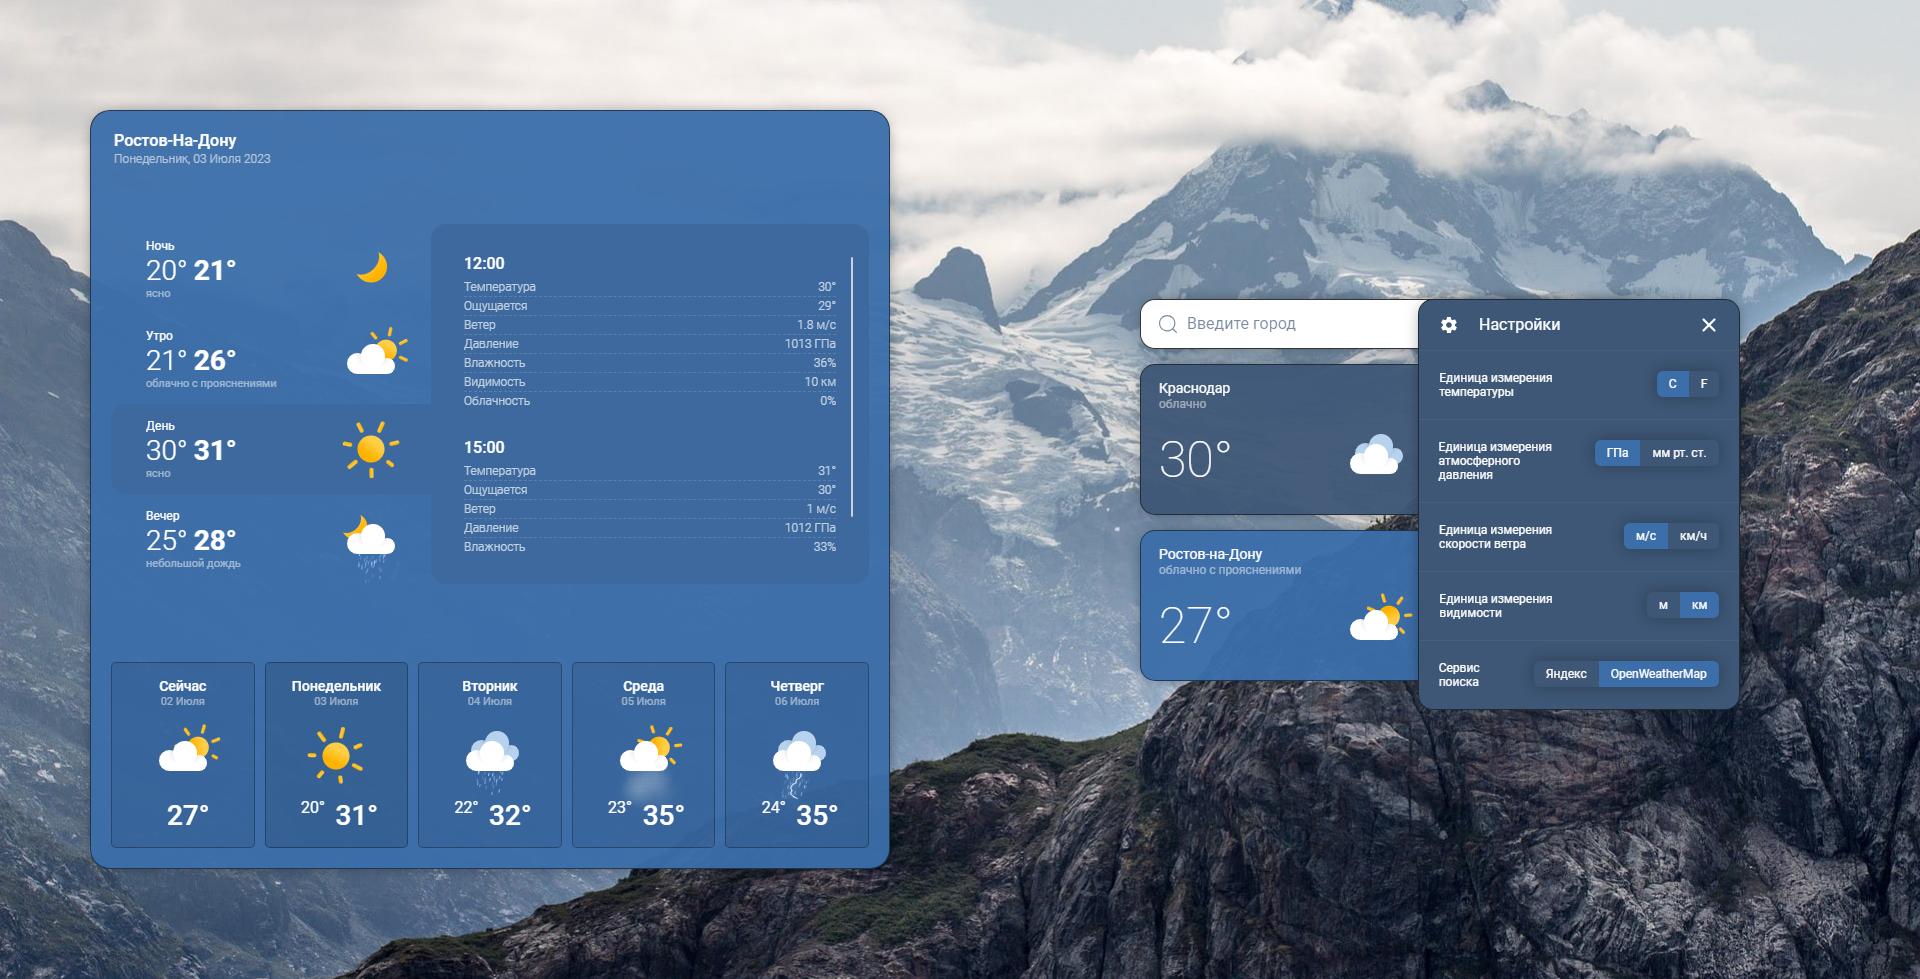 Ростов-На-Дону
Понедельник, 03 Июля 2023
Ночь
20° 21°
ясно
Утро
21° 26°
облачно с прояснениями
День
30° 31°
ясно
Вечер
25° 28°
небольшой дождь
12:00
Температура 30°
Ощущается 29°
Ветер 1.8 м/с
Давление 1013 ГПа
Влажность 36%
Видимость 10 км
Облачность 0%
15:00
Температура 31°
Ощущается 30°
Ветер 1 м/с
Давление 1012 ГПа
Влажность 33%
Сейчас
02 Июля
27°
Понедельник
03 Июля
20° 31°
Вторник
04 Июля
22° 32°
Среда
05 Июля
23° 35°
Четверг
06 Июля
24° 35°
Введите город
Краснодар
облачно
30°
Ростов-на-Дону
облачно с прояснениями
27°
Настройки
Единица измерения
температуры
C F
Единица измерения
атмосферного
давления
ГПа мм рт. ст.
Единица измерения
скорости ветра
м/с км/ч
Единица измерения
видимости
м км
Сервис
поиска
Яндекс OpenWeatherMap